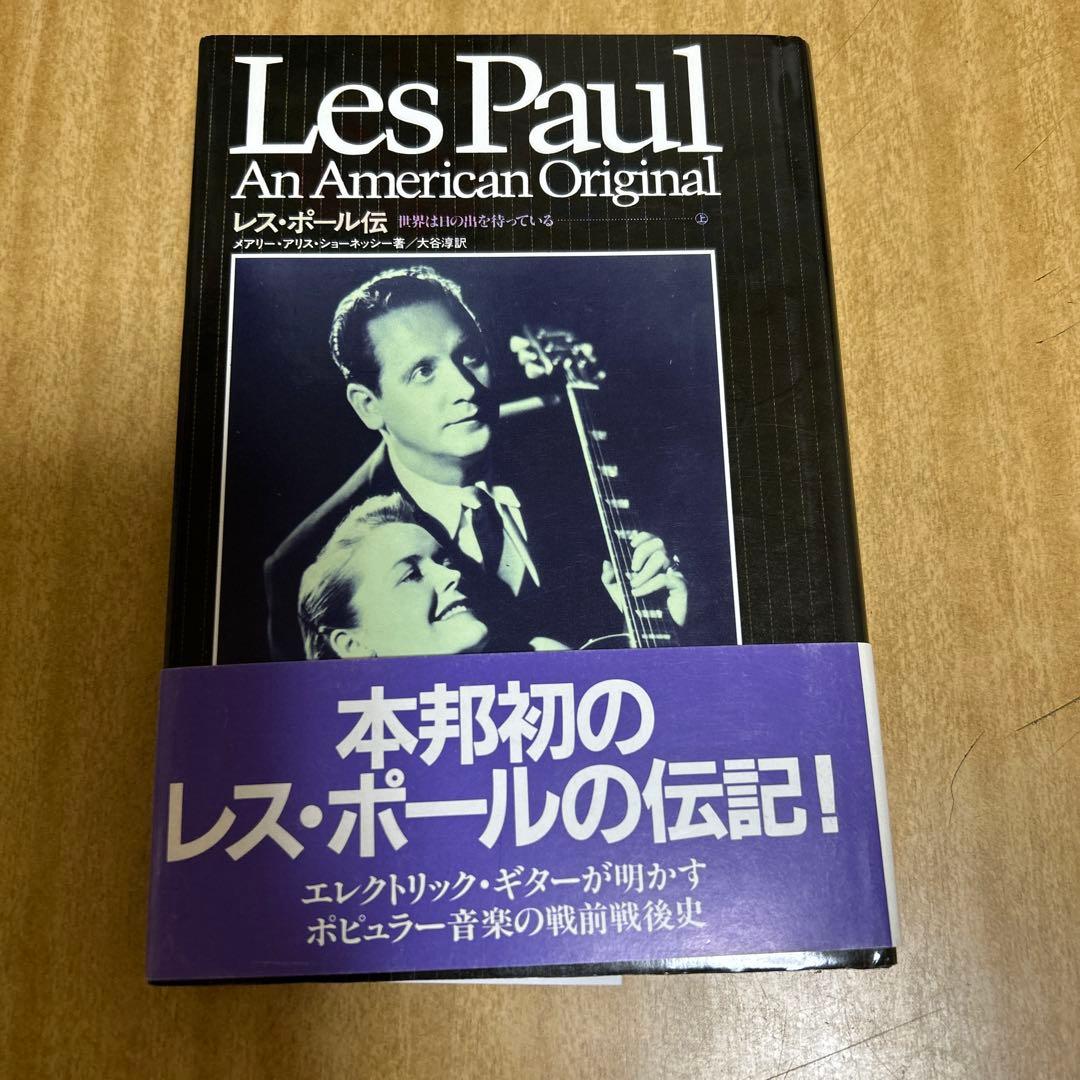 Les Paul
An American Original
レス・ポール伝 世界は日の出を待っている 上
メアリー・アリス・ショーネッシー著／大谷淳訳
本邦初の
レス・ポールの伝記！
エレクトリック・ギターが明かす
ポピュラー音楽の戦前戦後史